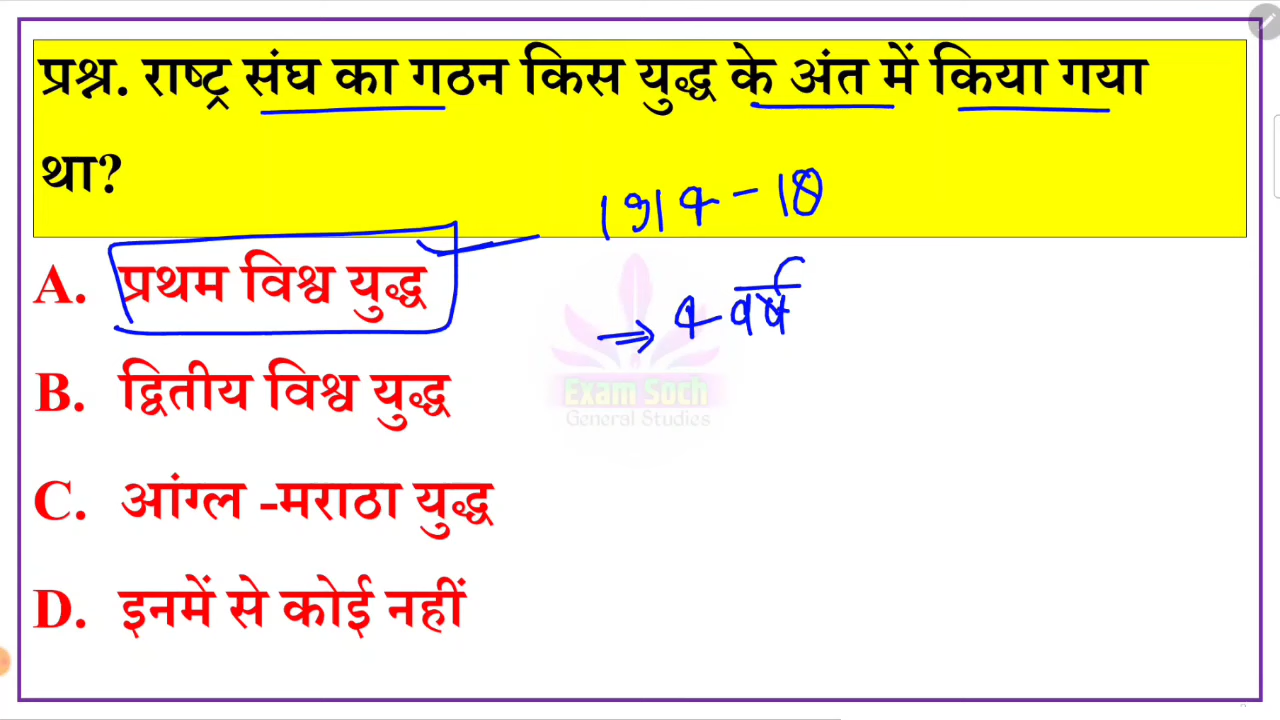 प्रश्न. राष्ट्र संघ का गठन किस युद्ध के अंत में किया गया
था?
1914 - 18
A. प्रथम विश्व युद्ध
⇒ 4 वर्ष
B. द्वितीय विश्व युद्ध
Exam Soch
General Studies
C. आंग्ल -मराठा युद्ध
D. इनमें से कोई नहीं